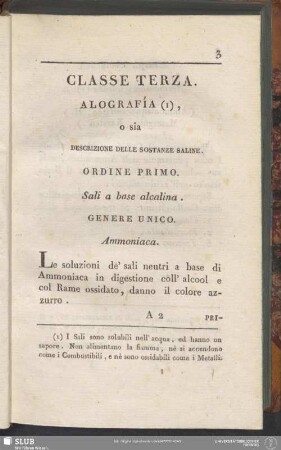 3
CLASSE TERZA.
ALOGRAFÍA (1),
o sia
DESCRIZIONE DELLE SOSTANZE SALINE.
ORDINE PRIMO.
Sali a base alcalina.
GENERE UNICO.
Ammoniaca.
Le soluzioni de' sali neutri a base di
Ammoniaca in digestione coll' alcool e
col Rame ossidato, danno il colore az-
zurro.
A 2 PRI-
(1) I Sali sono solubili nell' acqua, ed hanno un
sapore. Non alimentano la fiamma, nè si accendono
come i Combustibili, e nè sono ossidabili come i Metalli.
1
SLUB